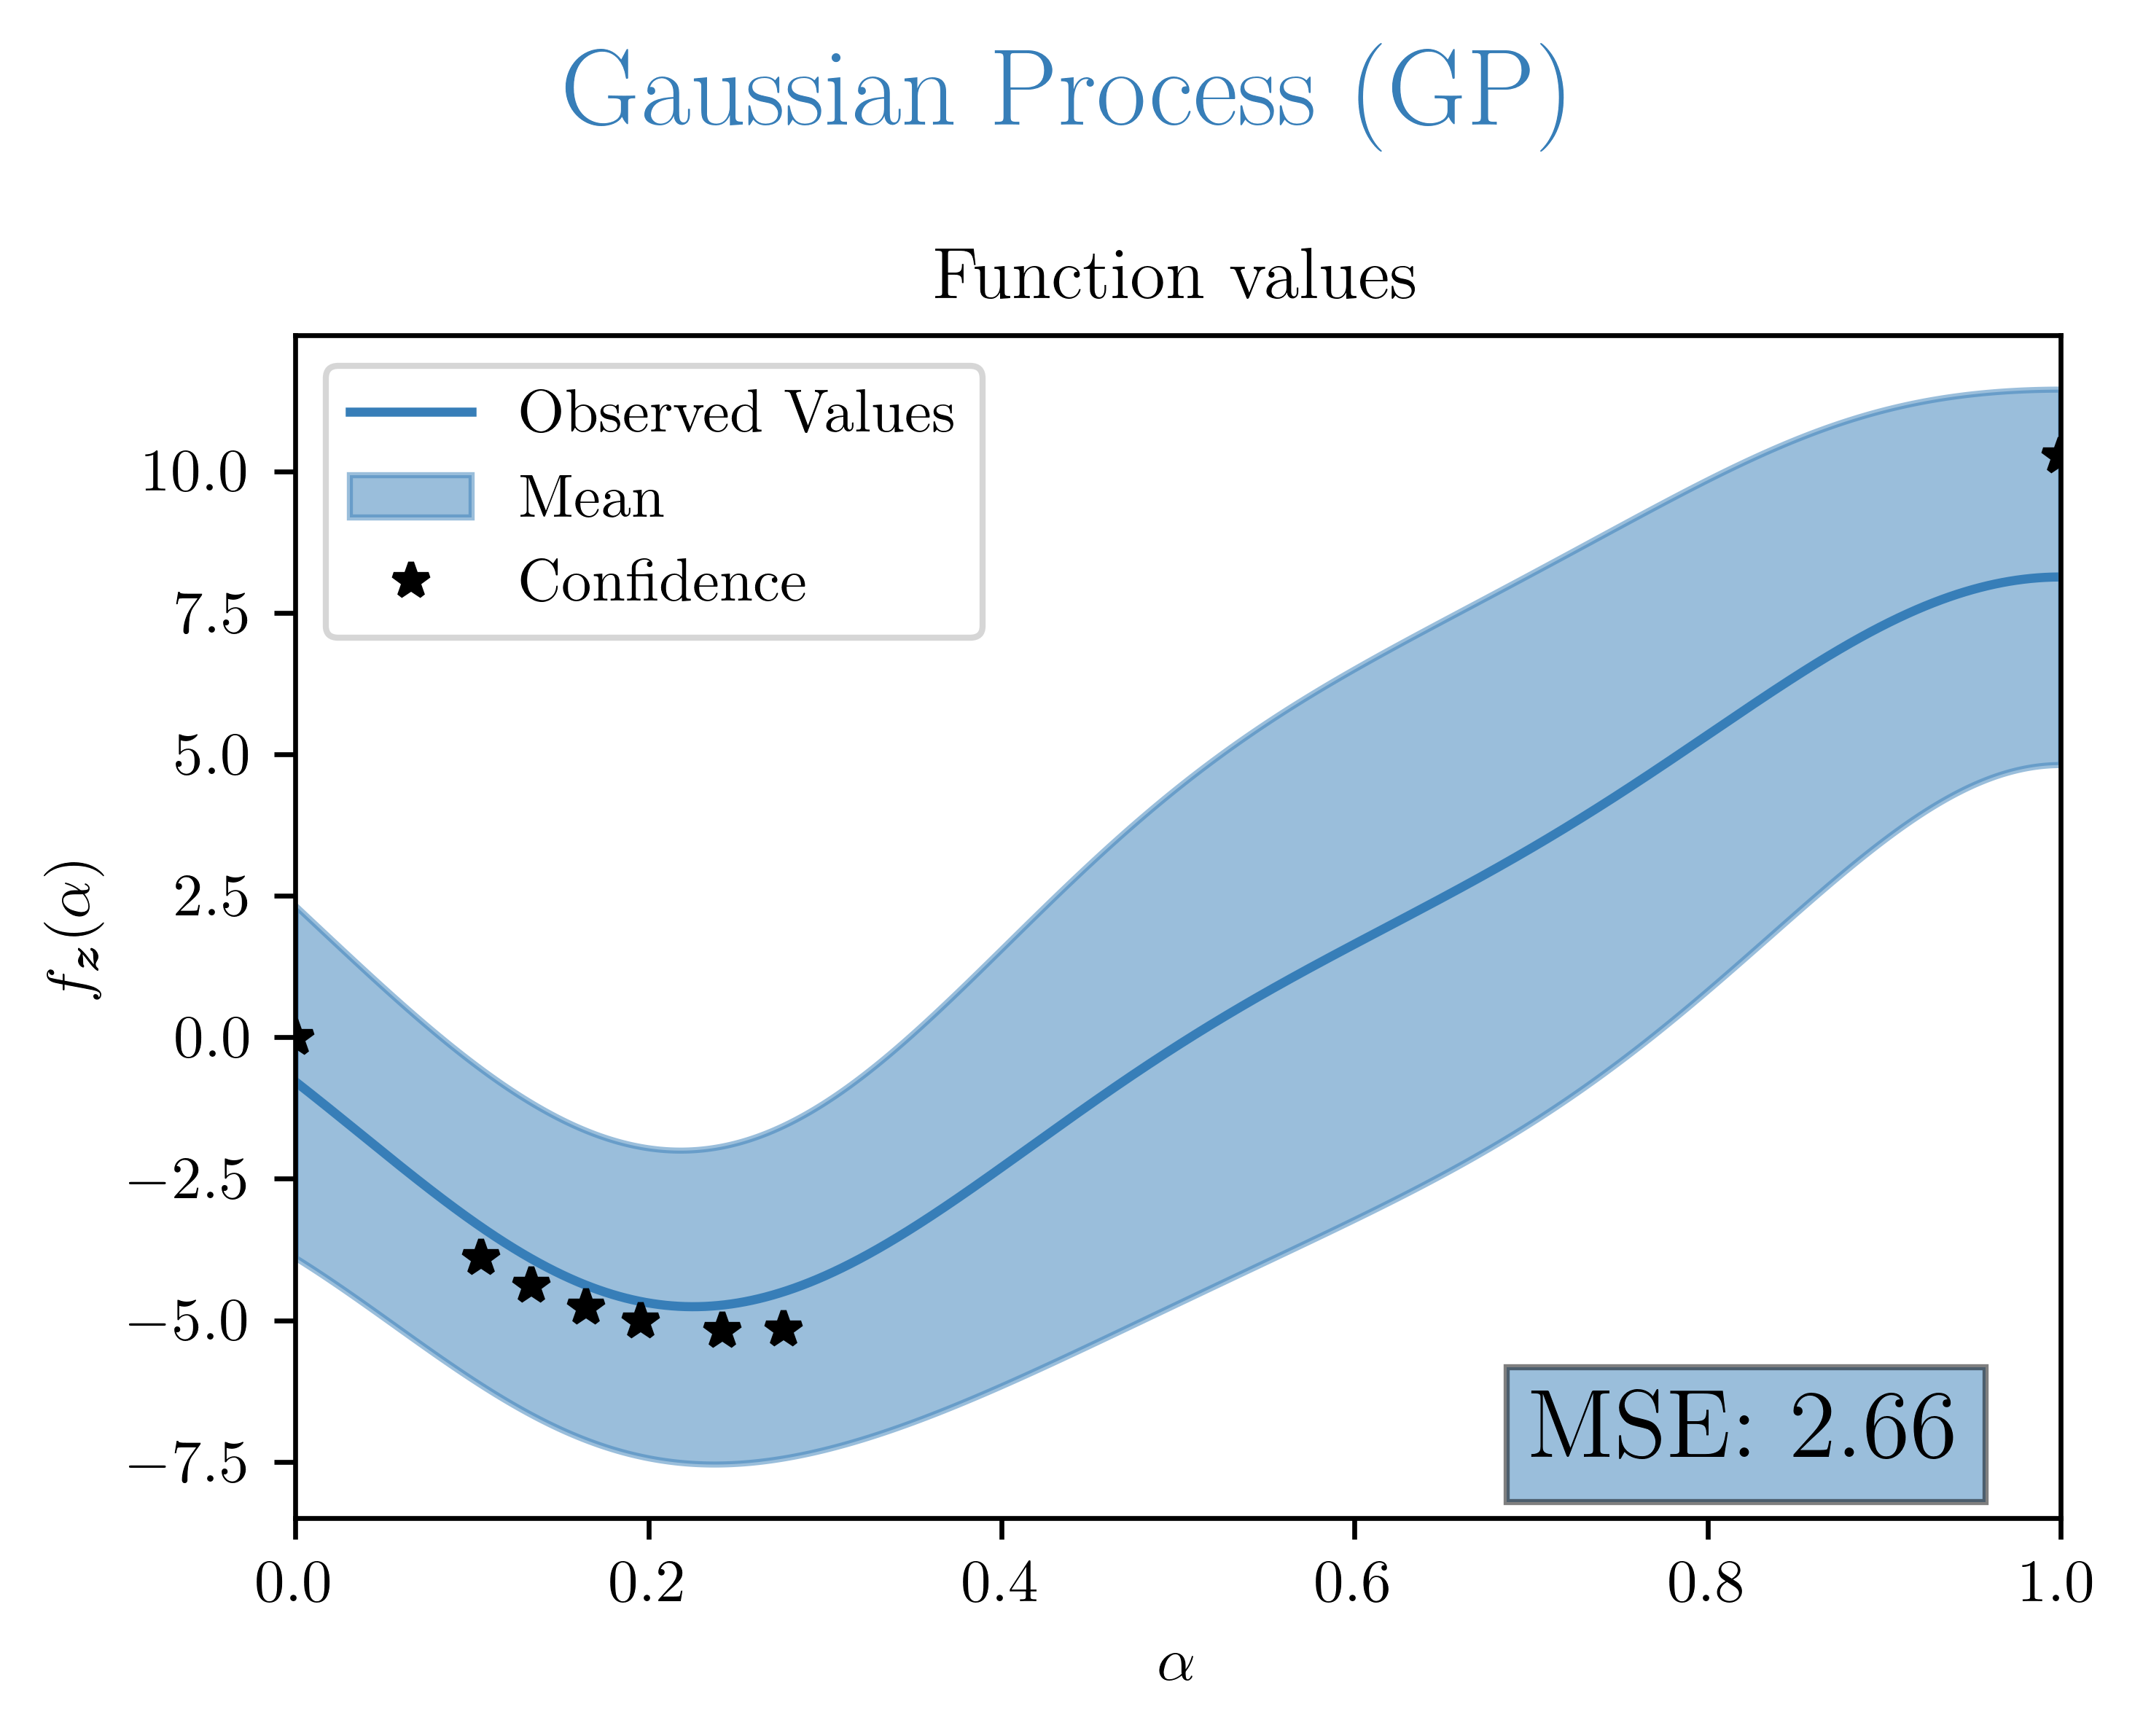 Gaussian Process (GP)
Function values
Observed Values
Mean
Confidence
10.0
7.5
5.0
2.5
0.0
−2.5
−5.0
−7.5
f_z(α)
MSE: 2.66
0.0 0.2 0.4 0.6 0.8 1.0
α